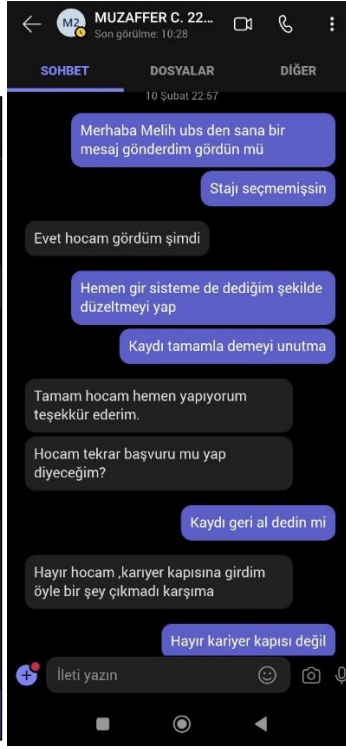 MUZAFFER C. 22...
M2
Son görülme: 10:28
SOHBET
DOSYALAR
DİĞER
10 Şubat 22:57
Merhaba Melih ubs den sana bir
mesaj gönderdim gördün mü
Stajı seçmemişsin
Evet hocam gördüm şimdi
Hemen gir sisteme de dediğim şekilde
düzeltmeyi yap
Kaydı tamamla demeyi unutma
Tamam hocam hemen yapıyorum
teşekkür ederim.
Hocam tekrar başvuru mu yap
diyeceğim?
Kaydı geri al dedin mi
Hayır hocam ,karıyer kapısına girdim
öyle bir şey çıkmadı karşıma
Hayır kariyer kapısı değil
İleti yazın